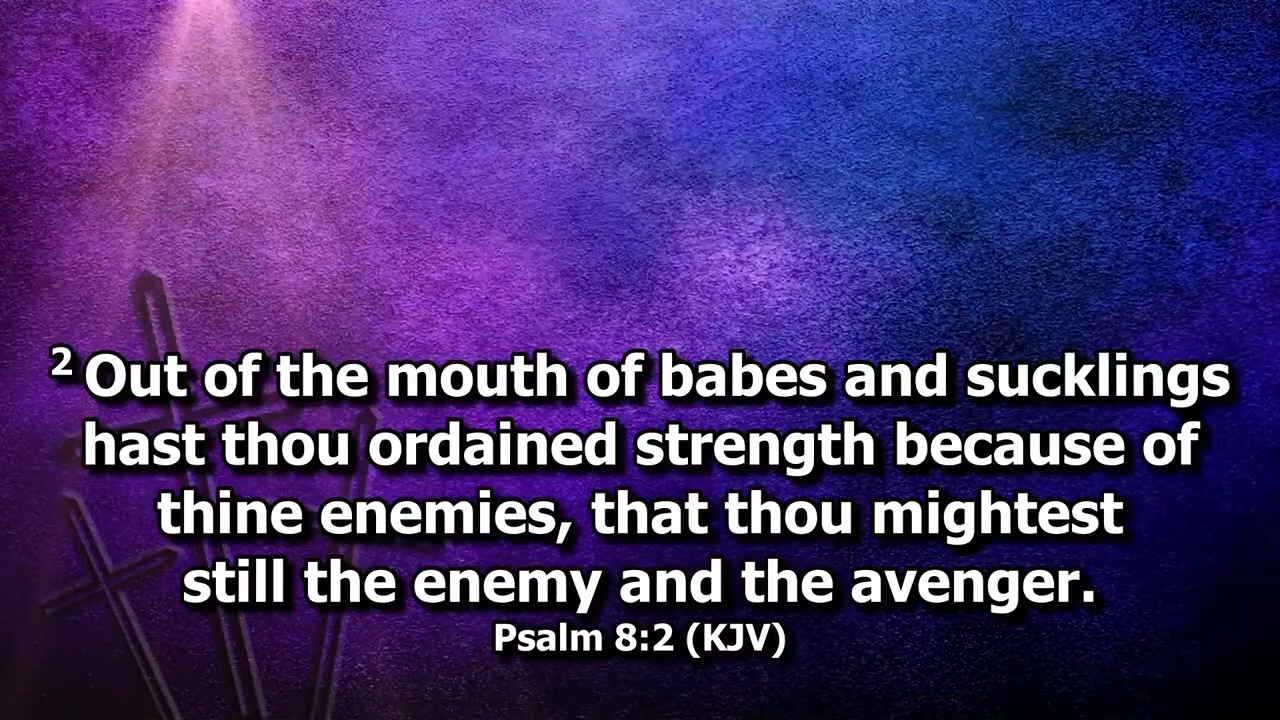 2 Out of the mouth of babes and sucklings
hast thou ordained strength because of
thine enemies, that thou mightest
still the enemy and the avenger.
Psalm 8:2 (KJV)